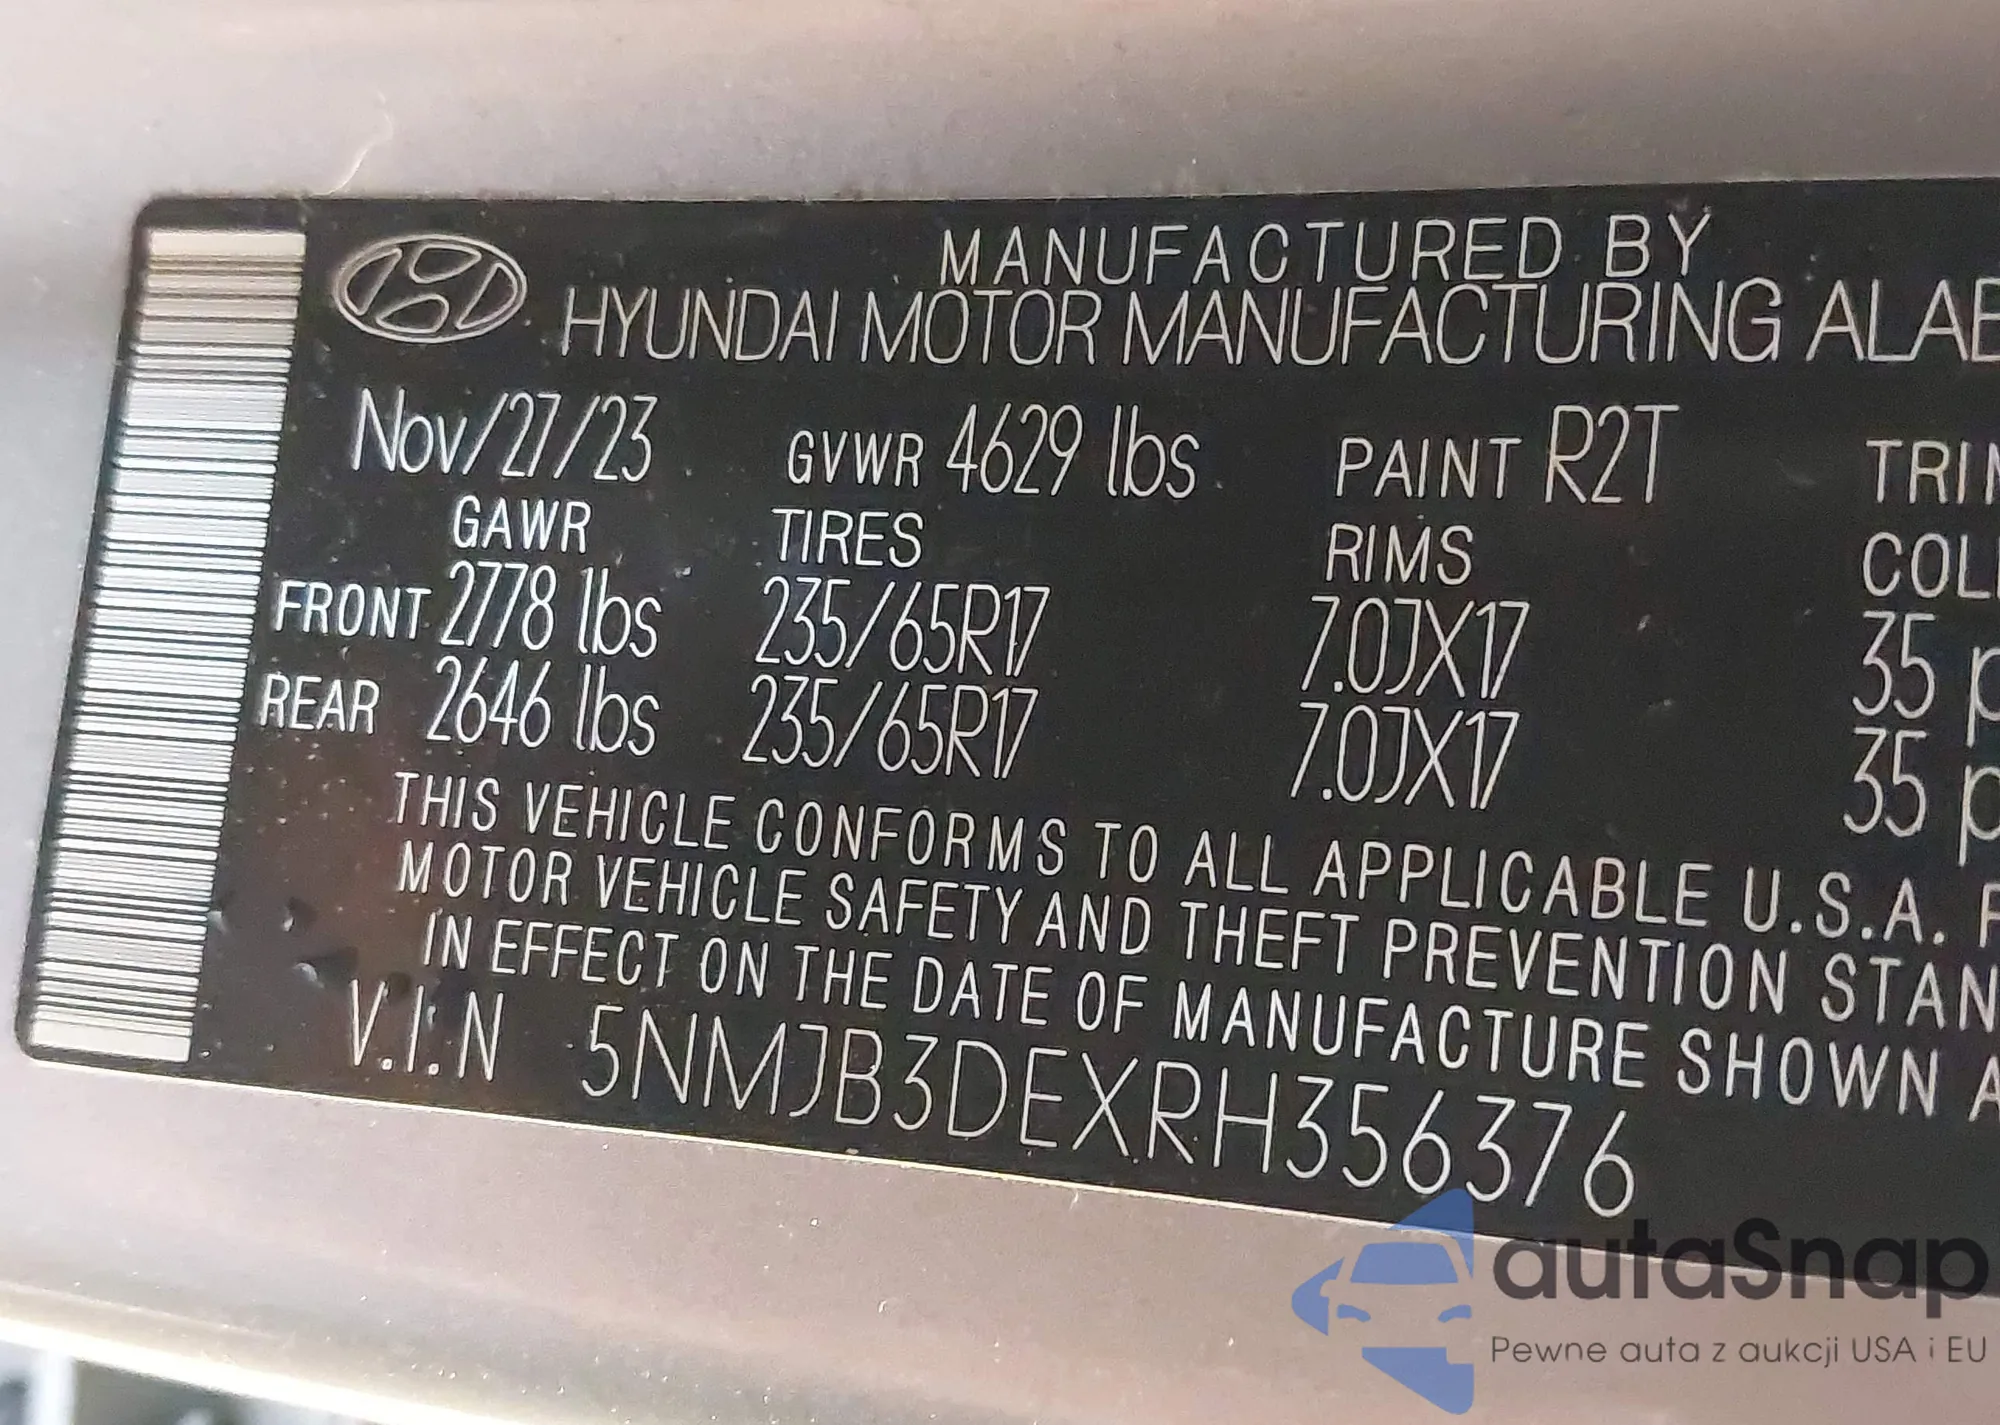 MANUFACTURED BY
HYUNDAI MOTOR MANUFACTURING ALAB
Nov/27/23 GVWR 4629 lbs PAINT R2T TRIM
GAWR TIRES RIMS COL
FRONT 2778 lbs 235/65R17 7.0JX17 35 p
REAR 2646 lbs 235/65R17 7.0JX17 35 p
THIS VEHICLE CONFORMS TO ALL APPLICABLE U.S.A. F
MOTOR VEHICLE SAFETY AND THEFT PREVENTION STAN
IN EFFECT ON THE DATE OF MANUFACTURE SHOWN A
V.I.N 5NMJB3DEXRH356376
autaSnap
Pewne auta z aukcji USA i EU